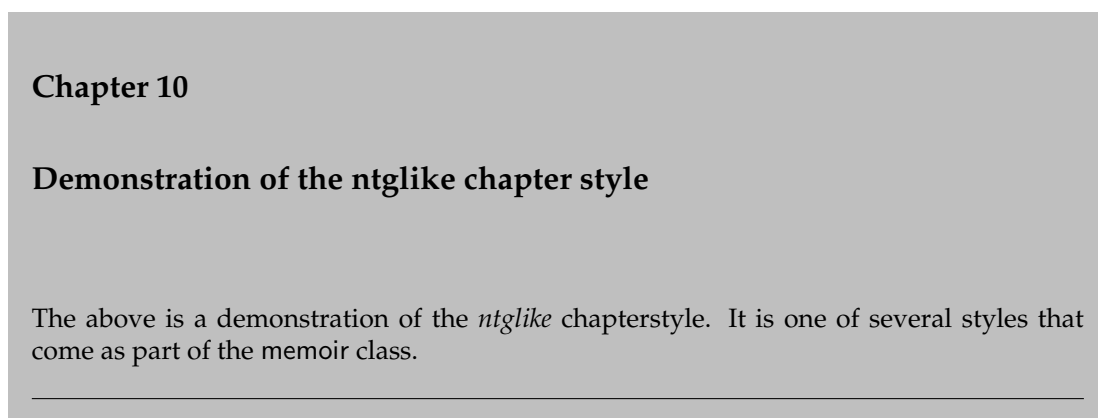 Chapter 10
Demonstration of the ntglike chapter style
The above is a demonstration of the ntglike chapterstyle. It is one of several styles that
come as part of the memoir class.